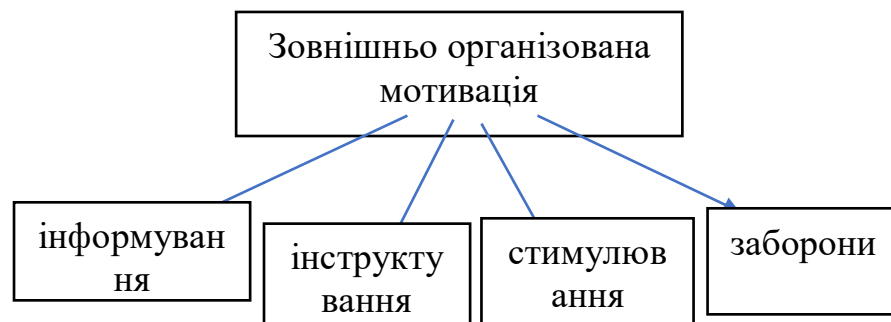 Зовнішньо організована
мотивація
інформуван
ня
інструкту
вання
стимулюв
ання
заборони